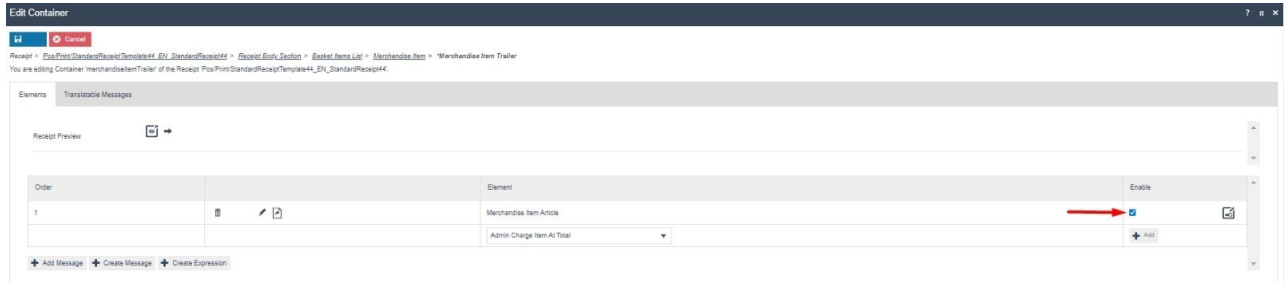 Edit Container
? II ×
Cancel
Receipt > Pos/Print/StandardReceiptTemplate44_EN_StandardReceipt44 > Receipt Body Section > Basket Items List > Merchandise Item > *Merchandise Item Trailer
You are editing Container 'merchandiseItemTrailer' of the Receipt 'Pos/Print/StandardReceiptTemplate44_EN_StandardReceipt44'.
Elements Translatable Messages
Receipt Preview
Order Element Enable
1 Merchandise Item Article
Admin Charge Item At Total Add
Add Message Create Message Create Expression